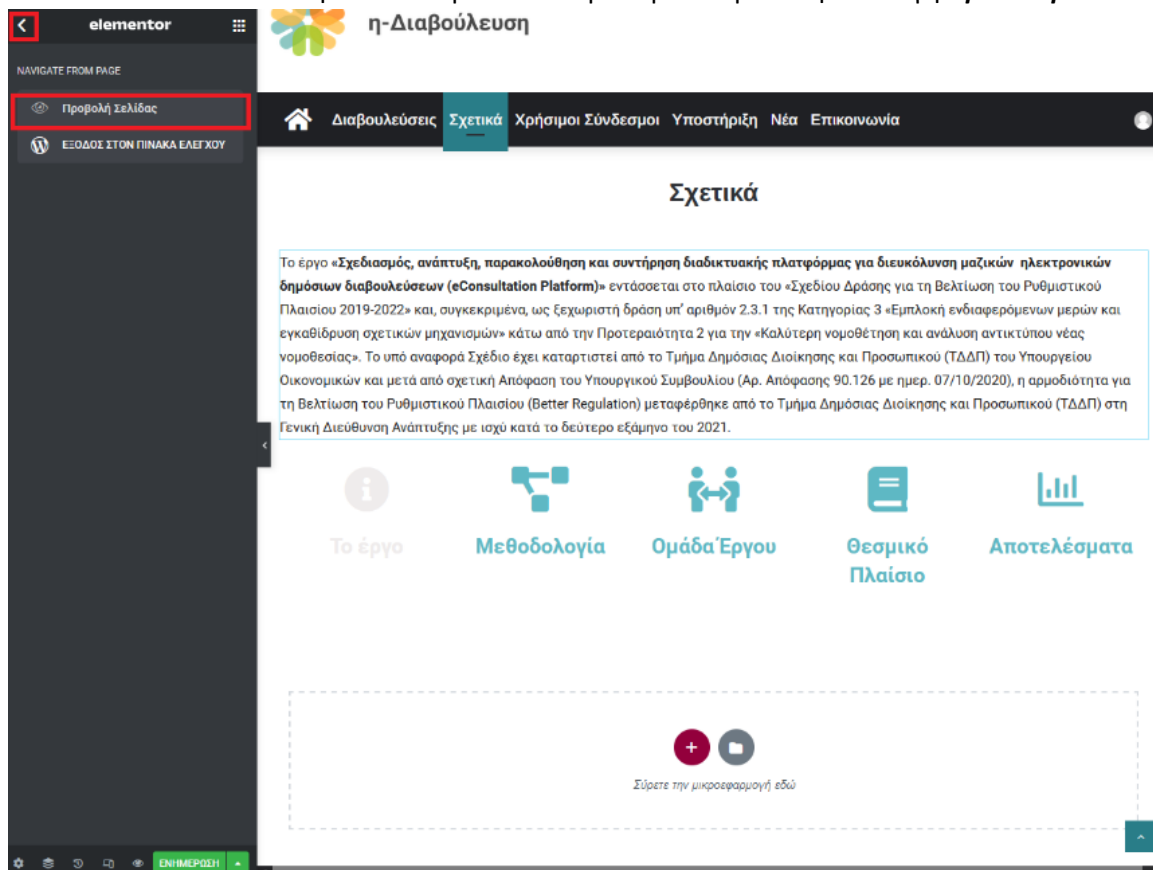 elementor
NAVIGATE FROM PAGE
Προβολή Σελίδας
ΕΞΟΔΟΣ ΣΤΟΝ ΠΙΝΑΚΑ ΕΛΕΓΧΟΥ
η-Διαβούλευση
Διαβουλεύσεις Σχετικά Χρήσιμοι Σύνδεσμοι Υποστήριξη Νέα Επικοινωνία
Σχετικά
Το έργο «Σχεδιασμός, ανάπτυξη, παρακολούθηση και συντήρηση διαδικτυακής πλατφόρμας για διευκόλυνση μαζικών ηλεκτρονικών
δημόσιων διαβουλεύσεων (eConsultation Platform)» εντάσσεται στο πλαίσιο του «Σχεδίου Δράσης για τη Βελτίωση του Ρυθμιστικού
Πλαισίου 2019-2022» και, συγκεκριμένα, ως ξεχωριστή δράση υπ' αριθμόν 2.3.1 της Κατηγορίας 3 «Εμπλοκή ενδιαφερόμενων μερών και
εγκαθίδρυση σχετικών μηχανισμών» κάτω από την Προτεραιότητα 2 για την «Καλύτερη νομοθέτηση και ανάλυση αντικτύπου νέας
νομοθεσίας». Το υπό αναφορά Σχέδιο έχει καταρτιστεί από το Τμήμα Δημόσιας Διοίκησης και Προσωπικού (ΤΔΔΠ) του Υπουργείου
Οικονομικών και μετά από σχετική Απόφαση του Υπουργικού Συμβουλίου (Αρ. Απόφασης 90.126 με ημερ. 07/10/2020), η αρμοδιότητα για
τη Βελτίωση του Ρυθμιστικού Πλαισίου (Better Regulation) μεταφέρθηκε από το Τμήμα Δημόσιας Διοίκησης και Προσωπικού (ΤΔΔΠ) στη
Γενική Διεύθυνση Ανάπτυξης με ισχύ κατά το δεύτερο εξάμηνο του 2021.
Το έργο Μεθοδολογία Ομάδα Έργου Θεσμικό Αποτελέσματα
Πλαίσιο
Σύρετε την μικροεφαρμογή εδώ
ΕΝΗΜΕΡΩΣΗ